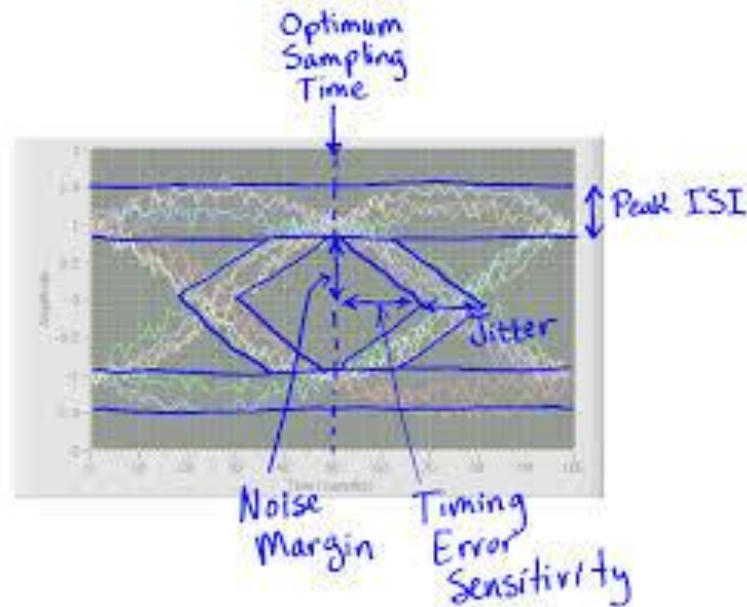 Optimum
Sampling
Time
Peak ISI
Jitter
Noise
Margin
Timing
Error
Sensitivity